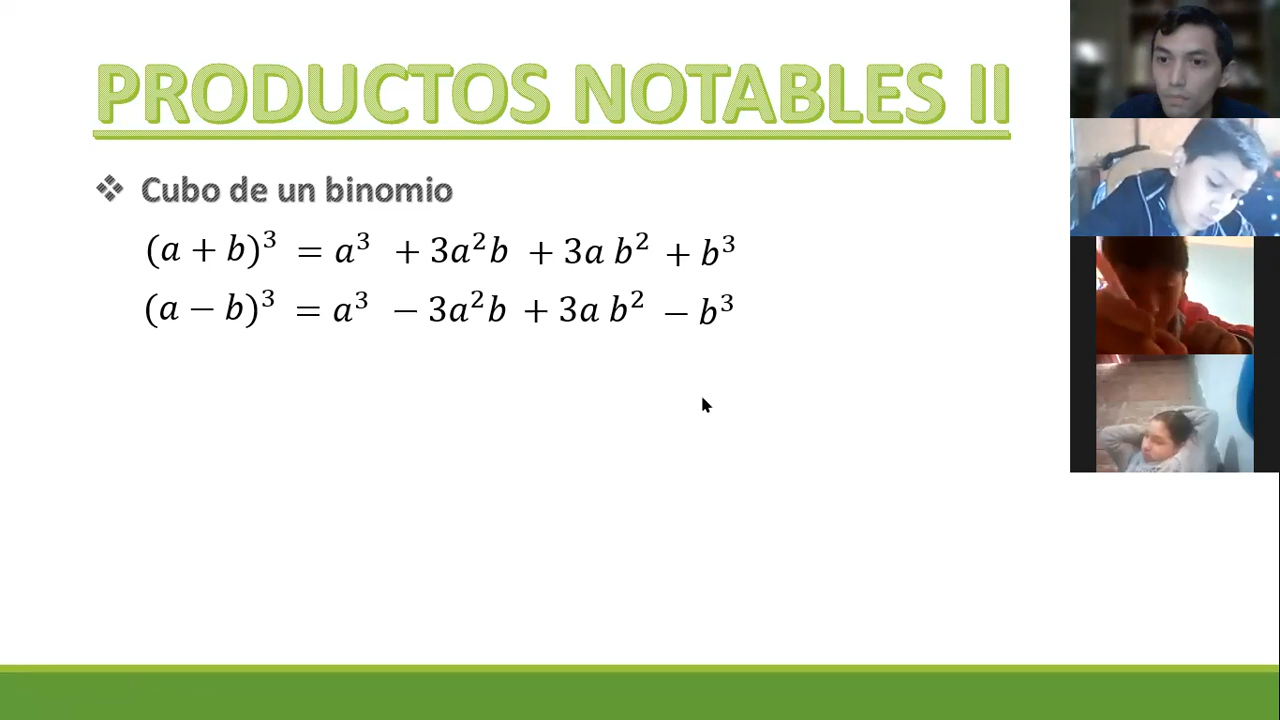 PRODUCTOS NOTABLES II
❖ Cubo de un binomio
(a + b)³ = a³ + 3a²b + 3a b² + b³
(a − b)³ = a³ − 3a²b + 3a b² − b³